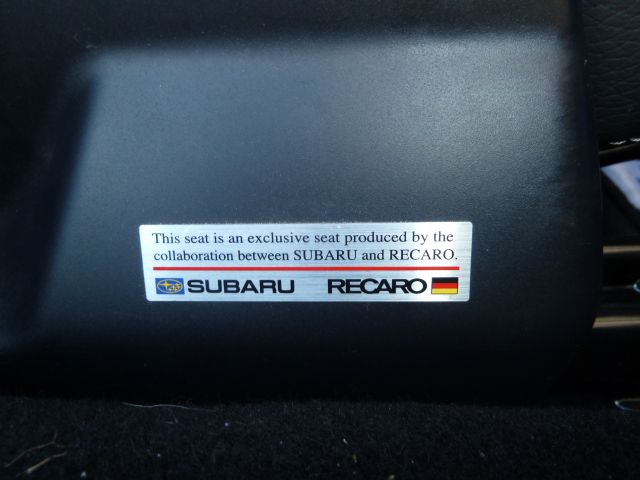 This seat is an exclusive seat produced by the
collaboration between SUBARU and RECARO.
SUBARU RECARO